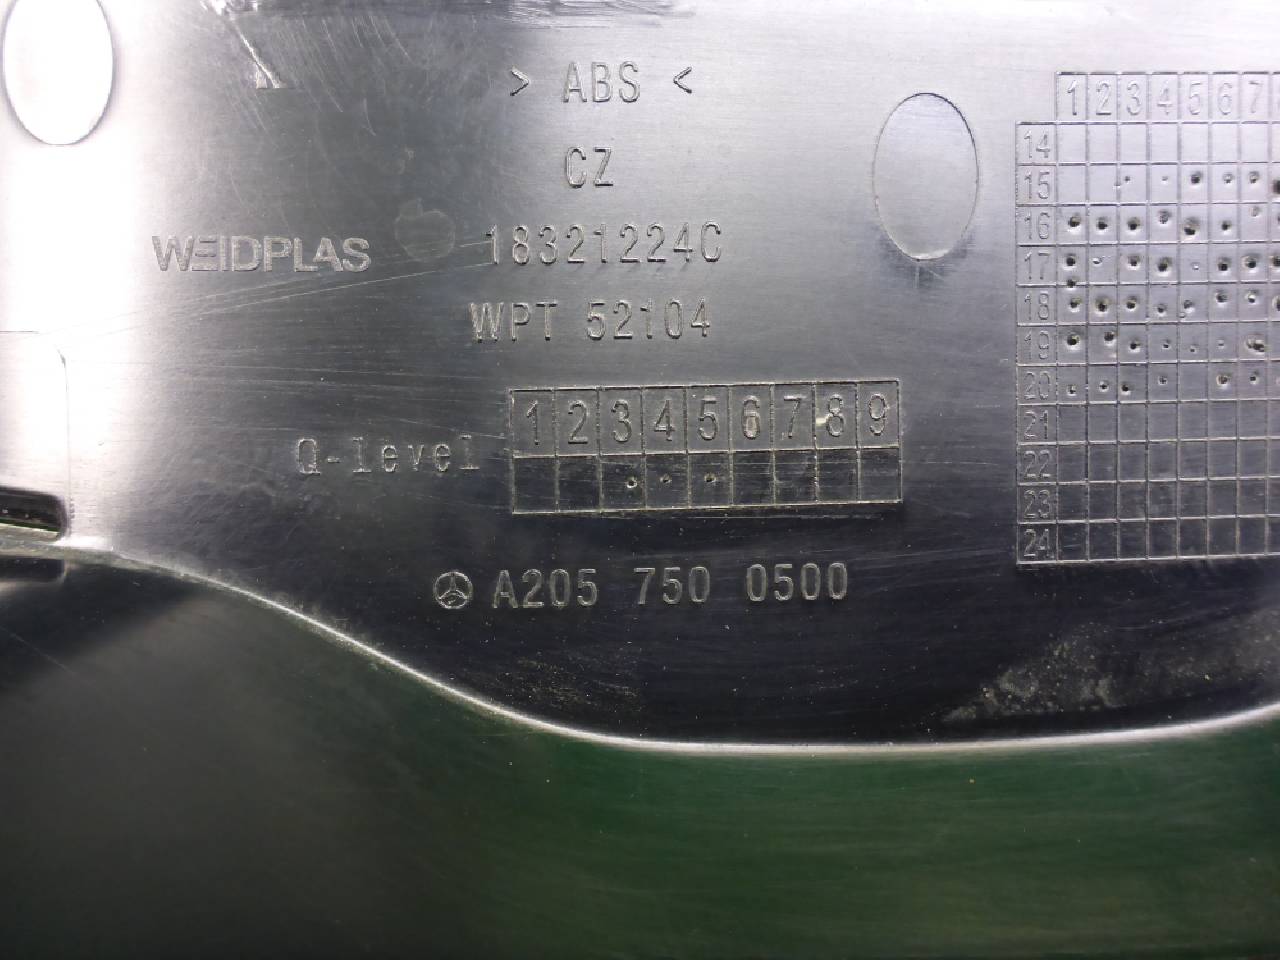 > ABS <
CZ
WEIDPLAS
18321224C
WPT 52104
1 2 3 4 5 6 7 8 9
Q-level
A205 750 0500
1 2 3 4 5 6 7
14
15
16
17
18
19
20
21
22
23
24